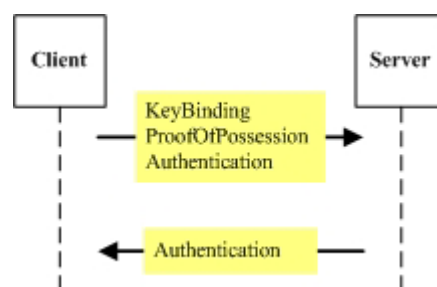 Client
Server
KeyBinding
ProofOfPossession
Authentication
Authentication